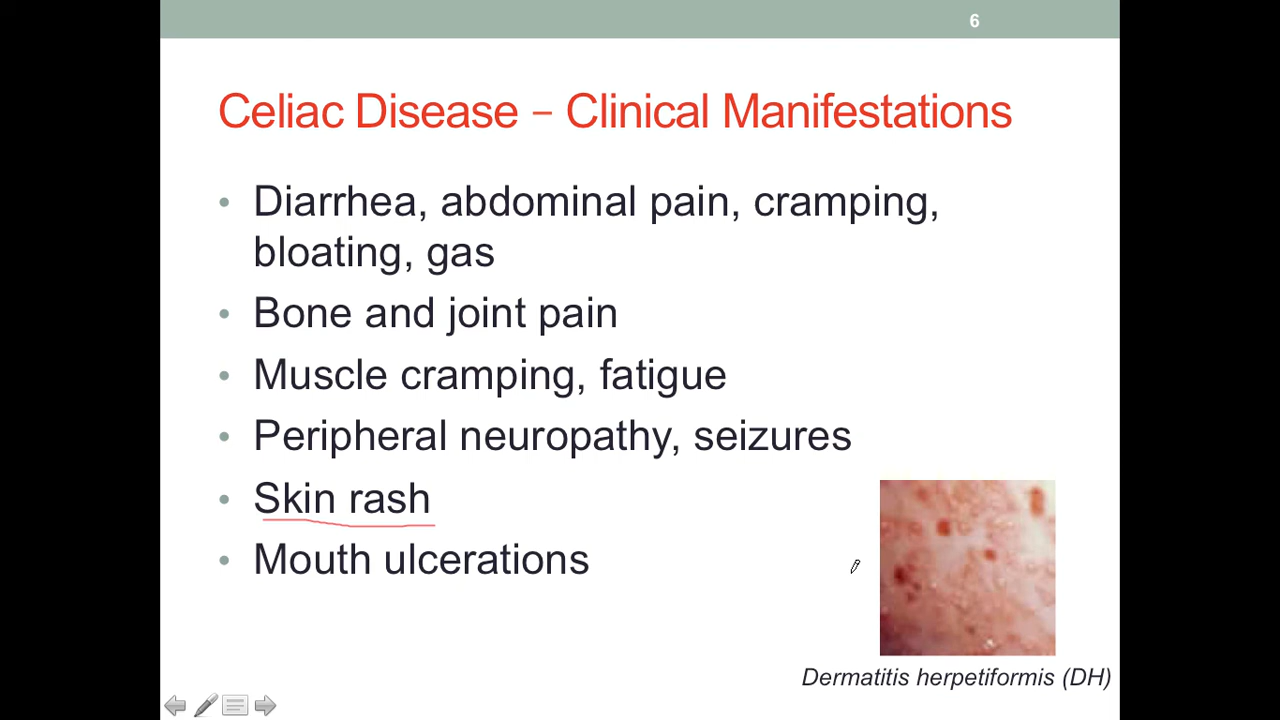 6
Celiac Disease – Clinical Manifestations
• Diarrhea, abdominal pain, cramping,
bloating, gas
• Bone and joint pain
• Muscle cramping, fatigue
• Peripheral neuropathy, seizures
• Skin rash
• Mouth ulcerations
Dermatitis herpetiformis (DH)